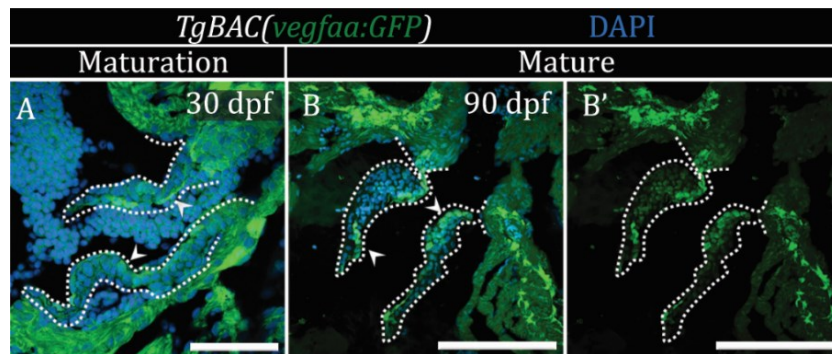 TgBAC(vegfaa:GFP) DAPI
Maturation Mature
A 30 dpf B 90 dpf B’